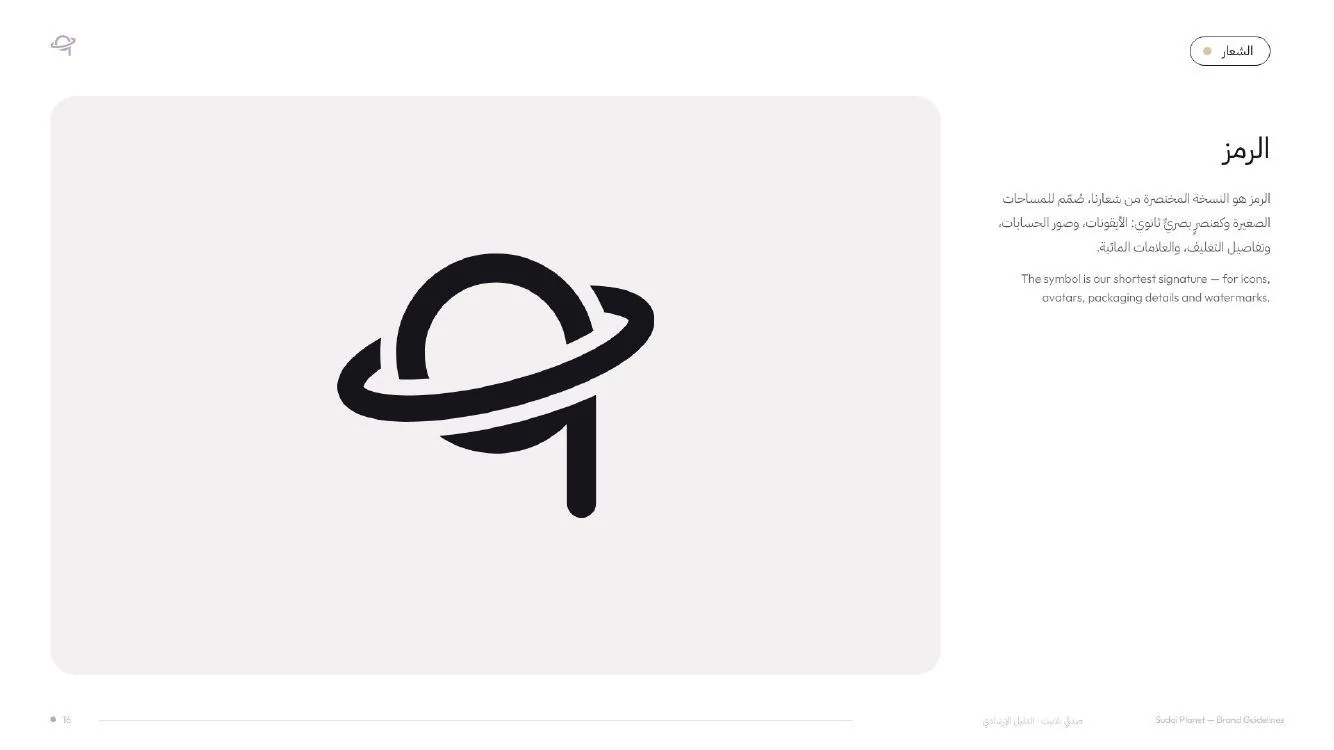 الشعار
الرمز
الرمز هو النسخة المختصرة من شعارنا، صُمّم للمساحات
الصغيرة وكعنصرٍ بصريٍّ ثانوي: الأيقونات، وصور الحسابات،
وتفاصيل التغليف، والعلامات المائية.
The symbol is our shortest signature — for icons,
avatars, packaging details and watermarks.
16
صدقي بلانيت · الدليل الإرشادي
Sudqi Planet — Brand Guidelines